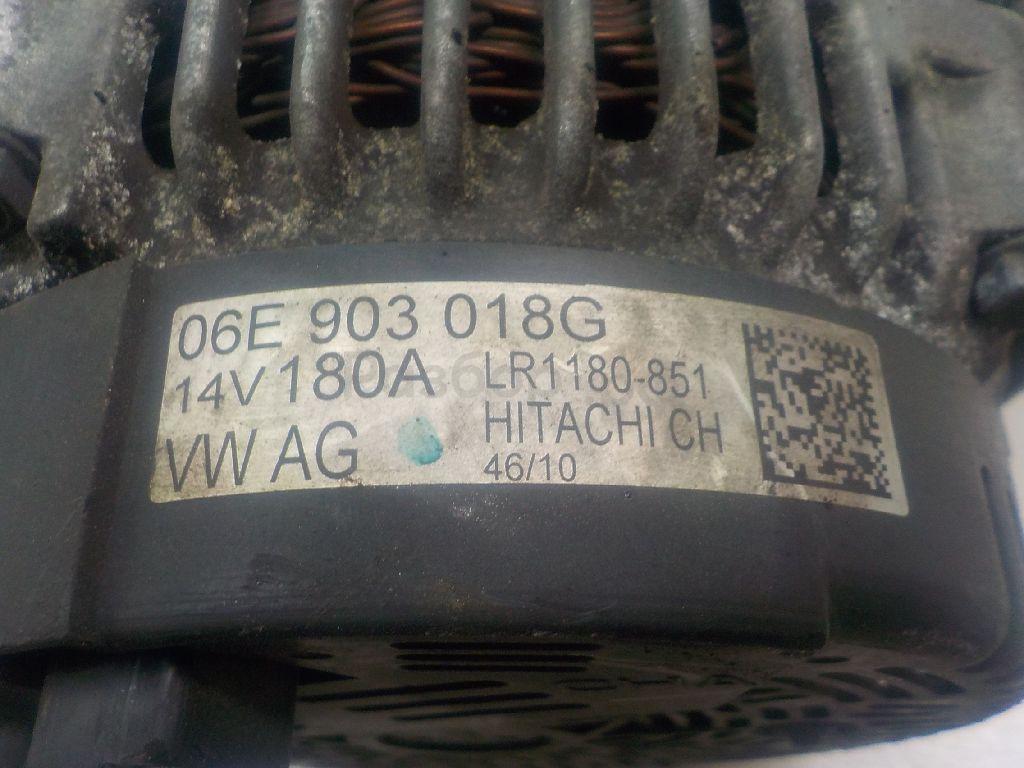 06E 903 018G
14V 180A LR1180-851
VW AG HITACHI CH
46/10